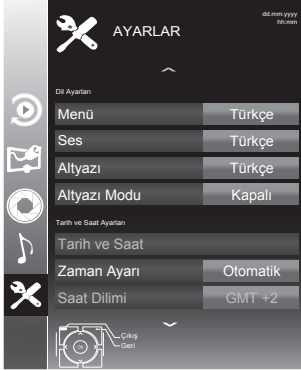 AYARLAR
dd.mm.yyyy
hh:mm
Dil Ayarları
Menü Türkçe
Ses Türkçe
Altyazı Türkçe
Altyazı Modu Kapalı
Tarih ve Saat Ayarları
Tarih ve Saat
Zaman Ayarı Otomatik
Saat Dilimi GMT +2
OK
Çıkış
Geri